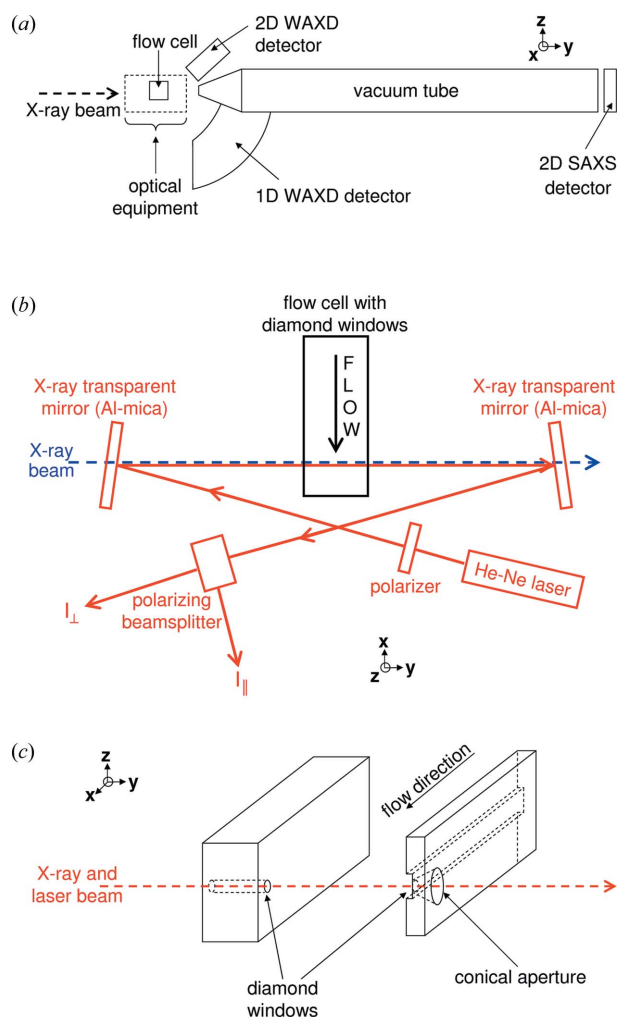 (a)
2D WAXD
detector
flow cell
z
x
y
X-ray beam
vacuum tube
optical
equipment
1D WAXD detector
2D SAXS
detector
(b)
flow cell with
diamond windows
X-ray transparent
mirror (Al-mica)
FLOW
X-ray transparent
mirror (Al-mica)
X-ray
beam
polarizing
beamsplitter
polarizer
He-Ne laser
I⊥
I||
x
z
y
(c)
z
x
y
flow direction
X-ray and
laser beam
diamond
windows
conical aperture